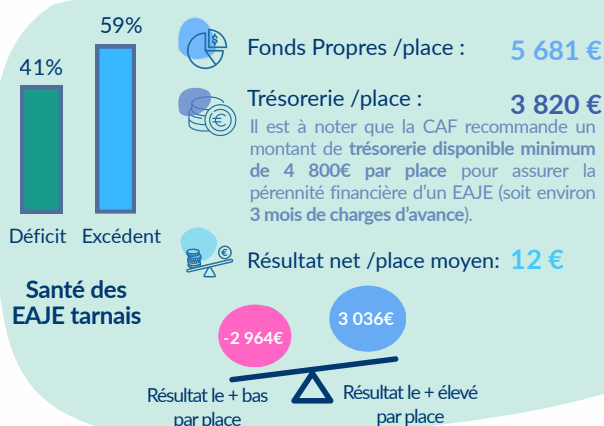 59%
41%
Déficit Excédent
Santé des
EAJE tarnais
Fonds Propres /place : 5 681 €
Trésorerie /place : 3 820 €
Il est à noter que la CAF recommande un
montant de trésorerie disponible minimum
de 4 800€ par place pour assurer la
pérennité financière d'un EAJE (soit environ
3 mois de charges d'avance).
Résultat net /place moyen: 12 €
-2 964€
3 036€
Résultat le + bas
par place
Résultat le + élevé
par place